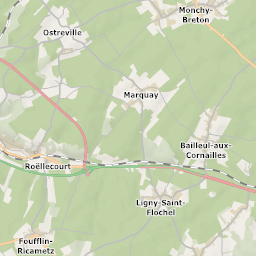 Monchy-
Breton
Ostreville
Marquay
Bailleul-aux-
Cornailles
Roëllecourt
Ligny-Saint-
Flochel
Foufflin-
Ricametz